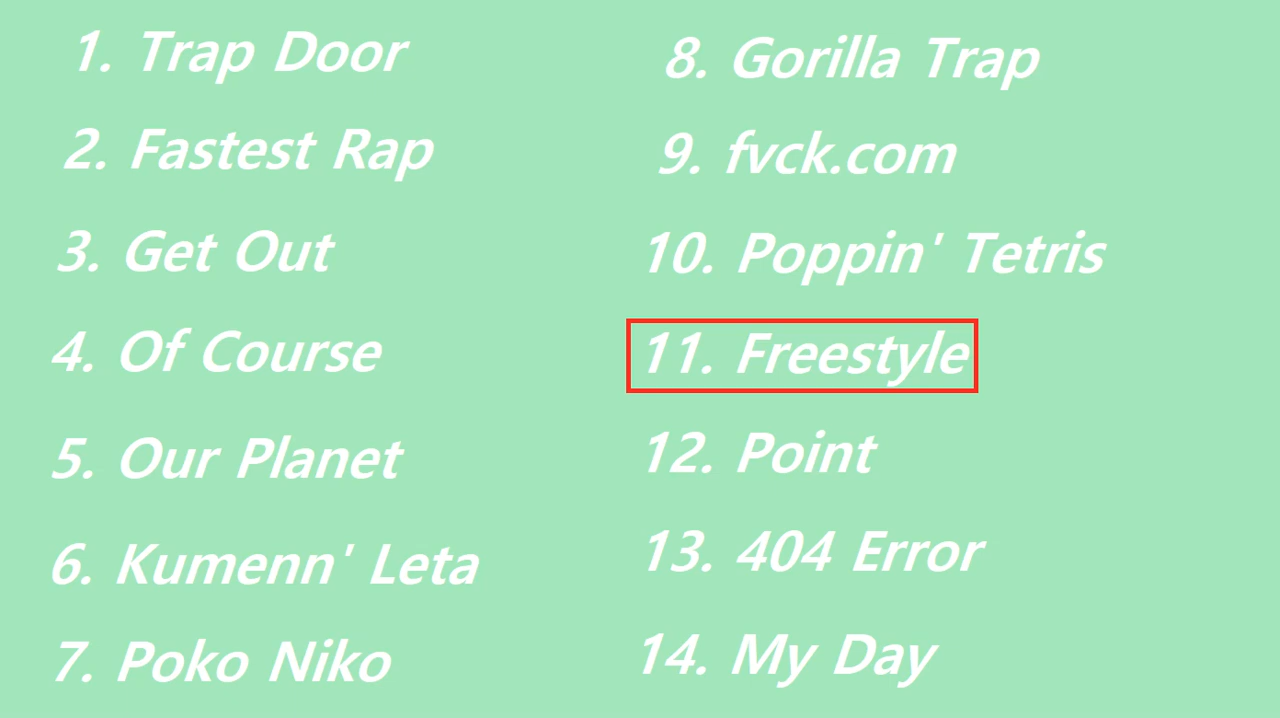 1. Trap Door
2. Fastest Rap
3. Get Out
4. Of Course
5. Our Planet
6. Kumenn' Leta
7. Poko Niko
8. Gorilla Trap
9. fvck.com
10. Poppin' Tetris
11. Freestyle
12. Point
13. 404 Error
14. My Day